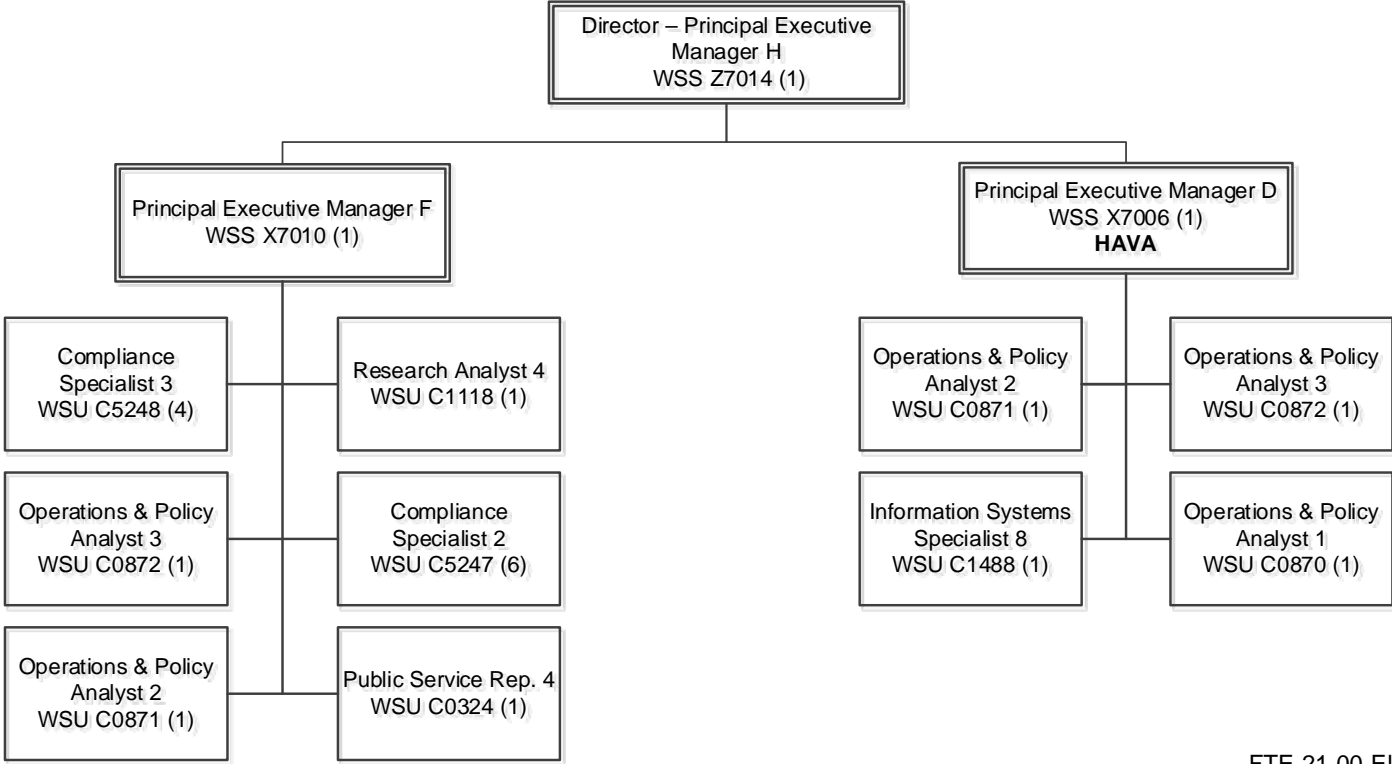 Director – Principal Executive
Manager H
WSS Z7014 (1)
Principal Executive Manager F
WSS X7010 (1)
Principal Executive Manager D
WSS X7006 (1)
HAVA
Compliance
Specialist 3
WSU C5248 (4)
Research Analyst 4
WSU C1118 (1)
Operations & Policy
Analyst 2
WSU C0871 (1)
Operations & Policy
Analyst 3
WSU C0872 (1)
Operations & Policy
Analyst 3
WSU C0872 (1)
Compliance
Specialist 2
WSU C5247 (6)
Information Systems
Specialist 8
WSU C1488 (1)
Operations & Policy
Analyst 1
WSU C0870 (1)
Operations & Policy
Analyst 2
WSU C0871 (1)
Public Service Rep. 4
WSU C0324 (1)